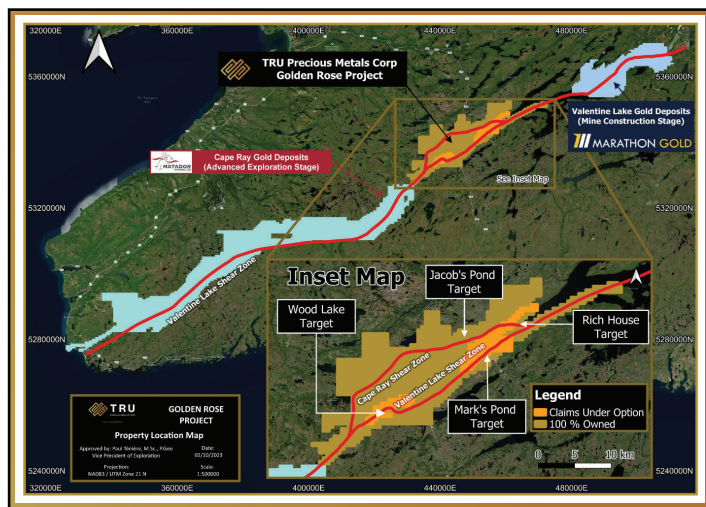 320000E
360000E
400000E
440000E
480000E
5360000N
5360000N
TRU Precious Metals Corp
Golden Rose Project
Valentine Lake Gold Deposits
(Mine Construction Stage)
MARATHON GOLD
MATADOR
Cape Ray Gold Deposits
(Advanced Exploration Stage)
See Inset Map
5320000N
5320000N
Valentine Lake Shear Zone
Inset Map
Jacob's Pond
Target
Wood Lake
Target
Rich House
Target
Cape Ray Shear Zone
Valentine Lake Shear Zone
Mark's Pond
Target
5280000N
5280000N
Legend
Claims Under Option
100 % Owned
0 5 10 km
TRU
GOLDEN ROSE
PROJECT
Property Location Map
Approved by: Paul Ténière, M.Sc., P.Geo
Vice President of Exploration
Date:
02/10/2023
Projection:
NAD83 / UTM Zone 21 N
Scale:
1:500000
5240000N
5240000N
320000E
360000E
400000E
440000E
480000E